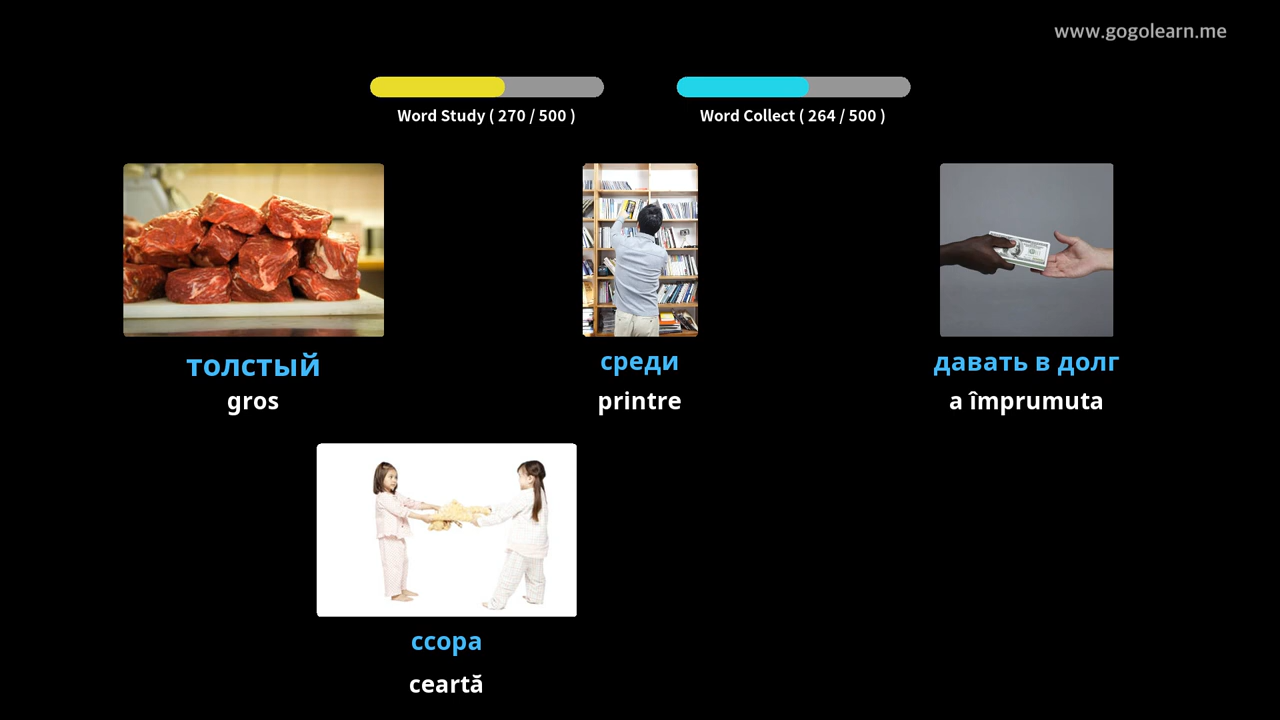 www.gogolearn.me
Word Study ( 270 / 500 )
Word Collect ( 264 / 500 )
толстый
gros
среди
printre
давать в долг
a împrumuta
ссора
ceartă